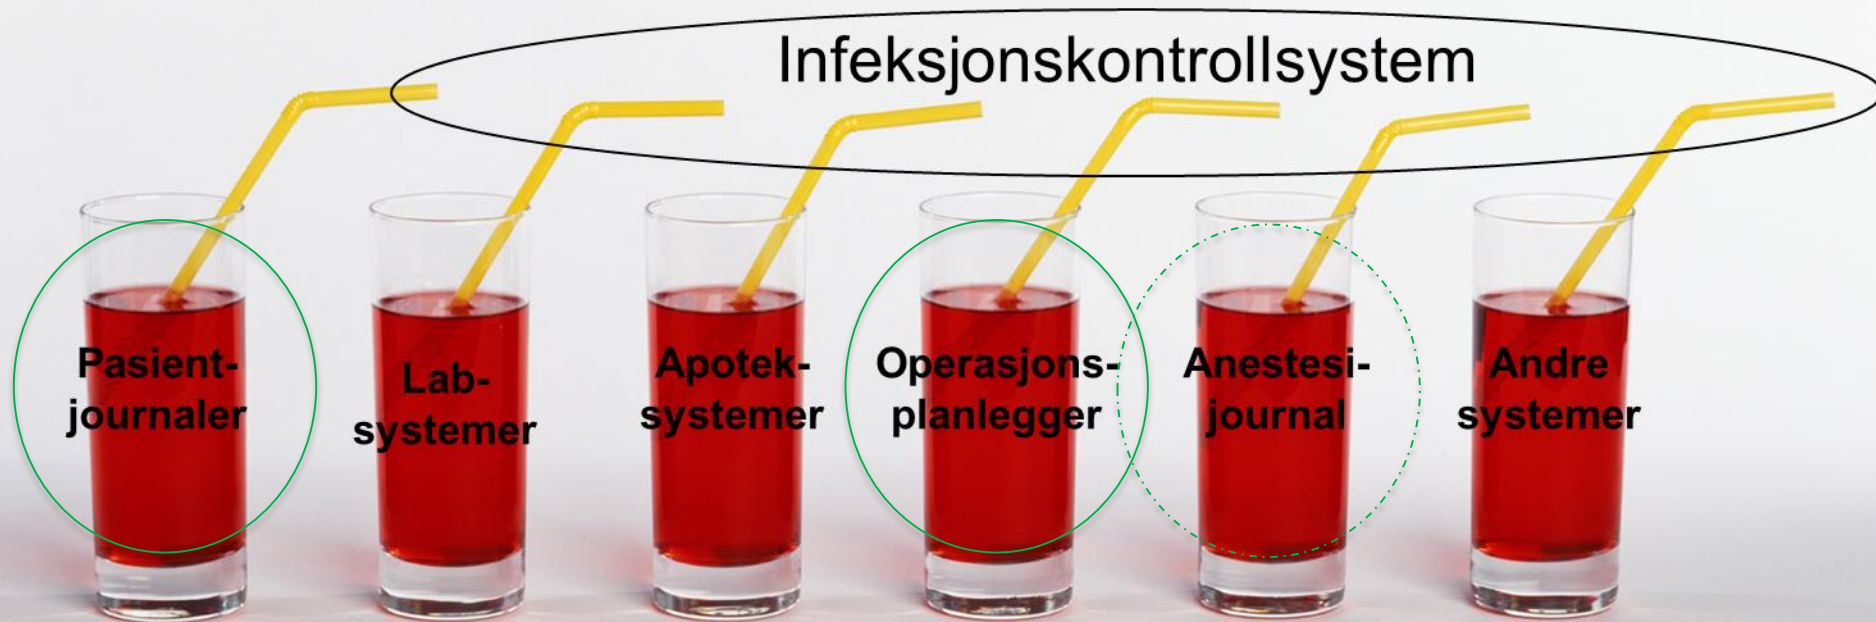 Infeksjonskontrollsystem
Pasient-
journaler
Lab-
systemer
Apotek-
systemer
Operasjons-
planlegger
Anestesi-
journal
Andre
systemer